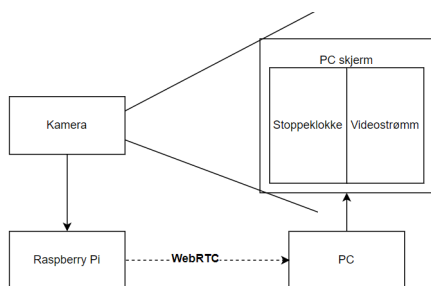 PC skjerm
Kamera
Stoppeklokke
Videostrømm
Raspberry Pi
WebRTC
PC